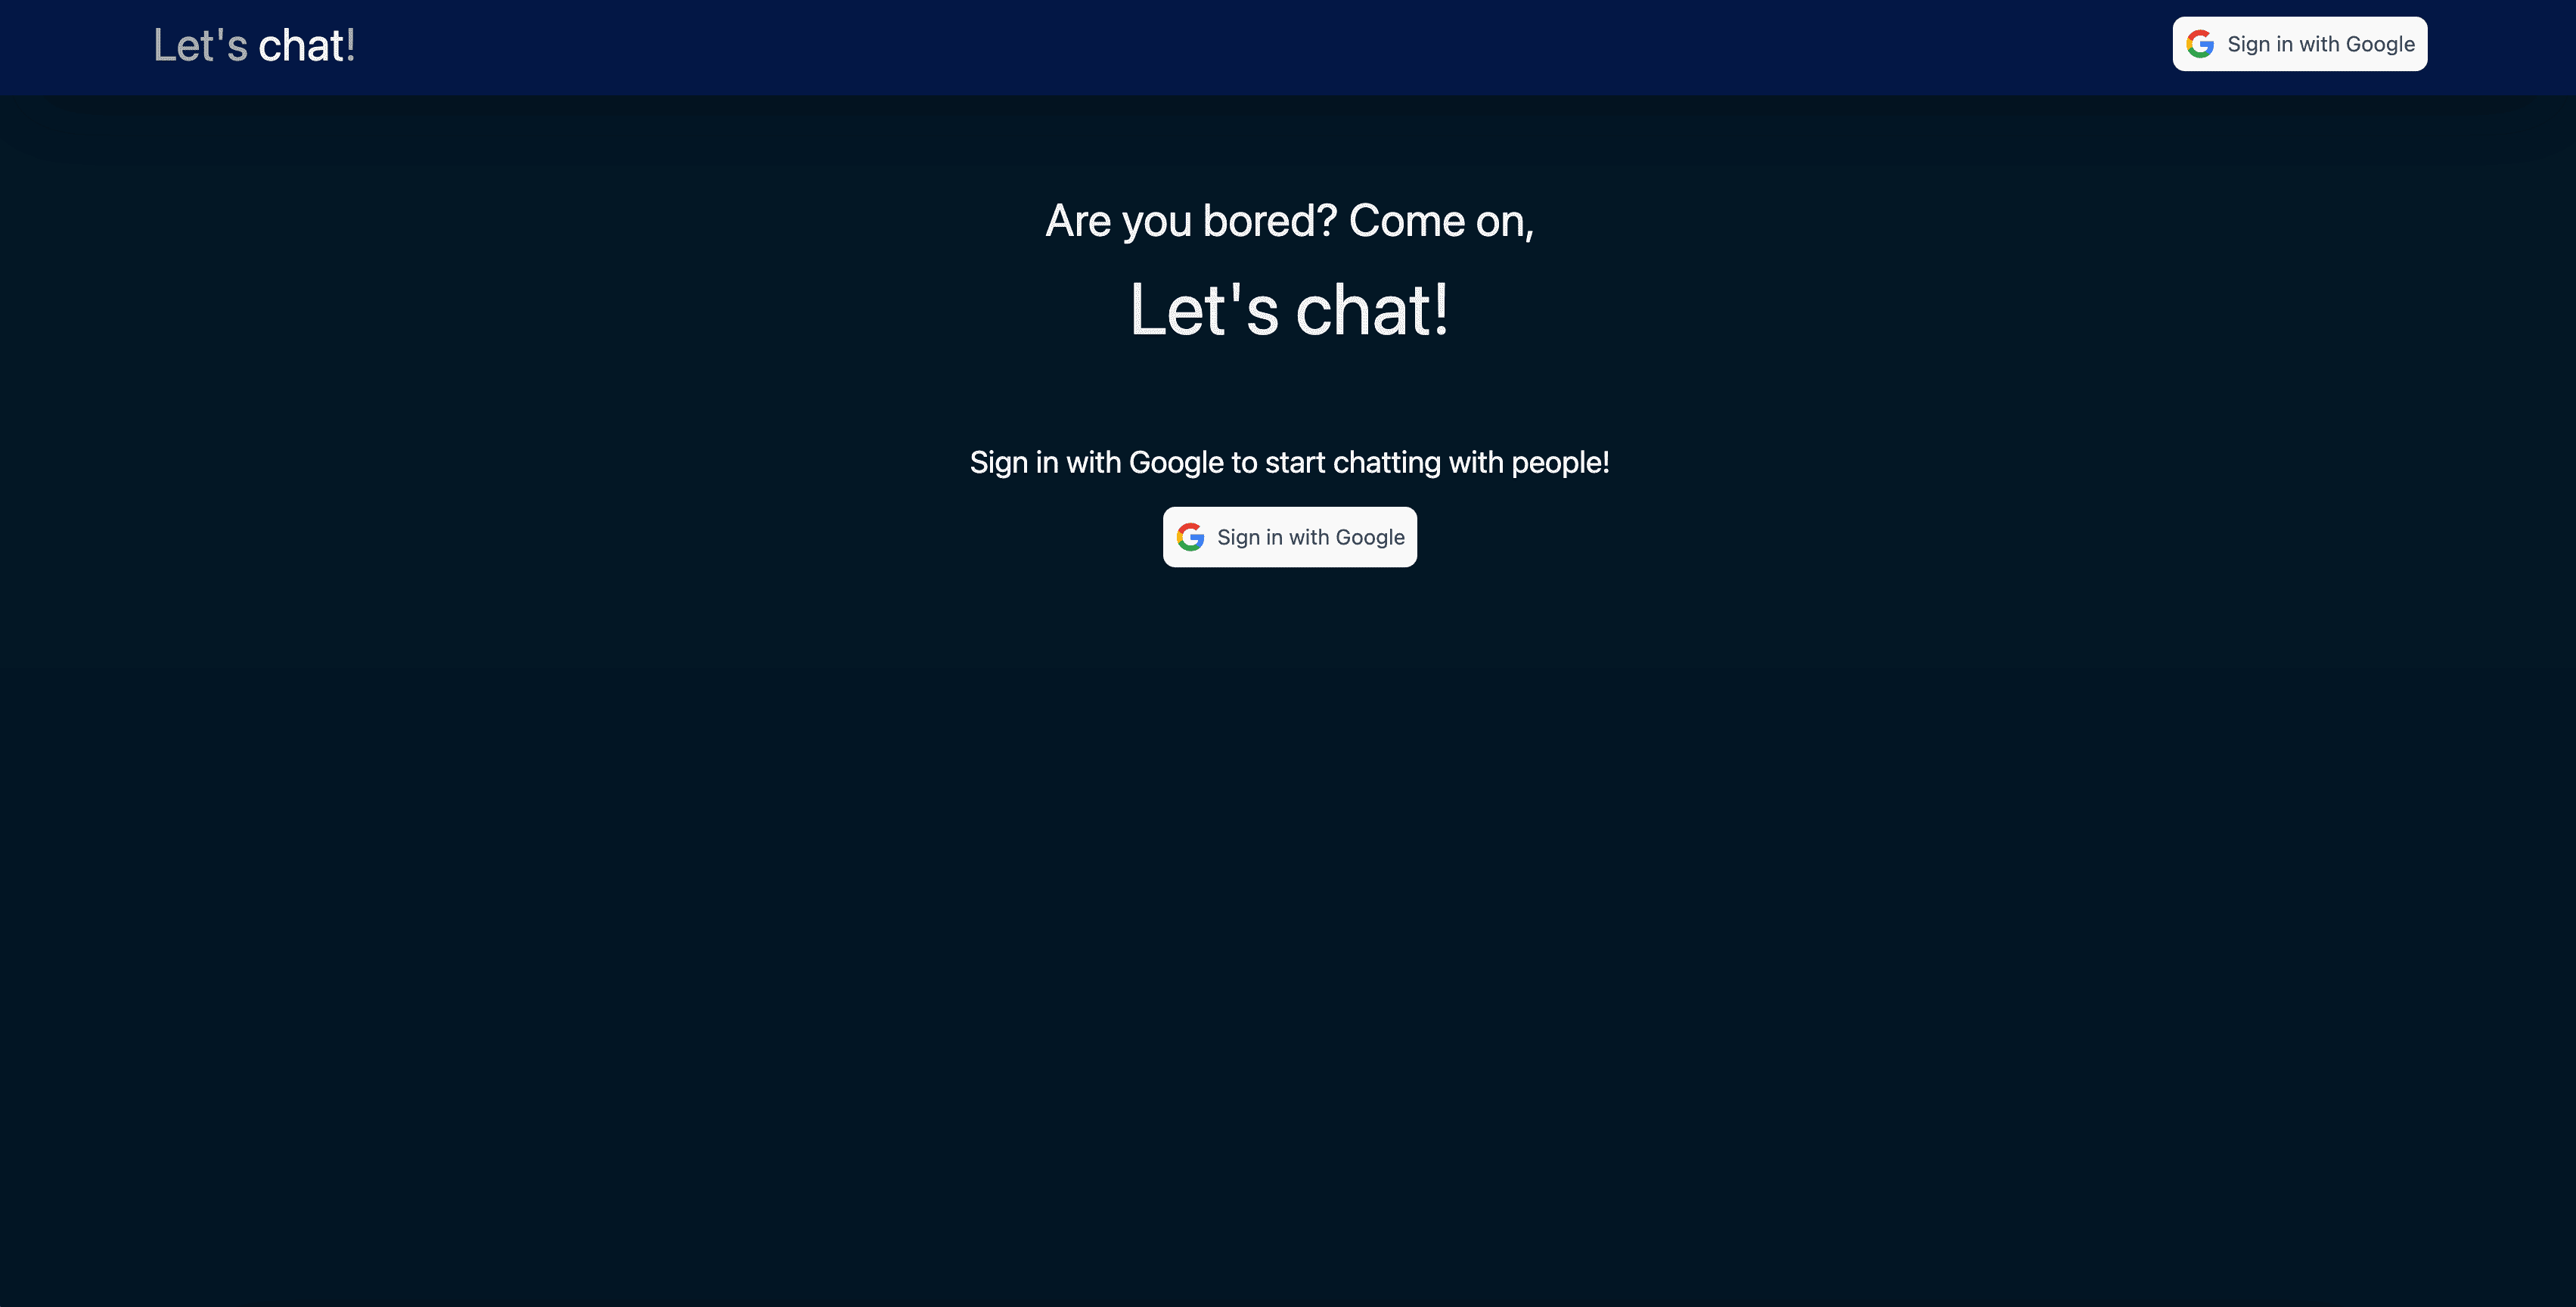 Let's chat!
Sign in with Google
Are you bored? Come on,
Let's chat!
Sign in with Google to start chatting with people!
Sign in with Google